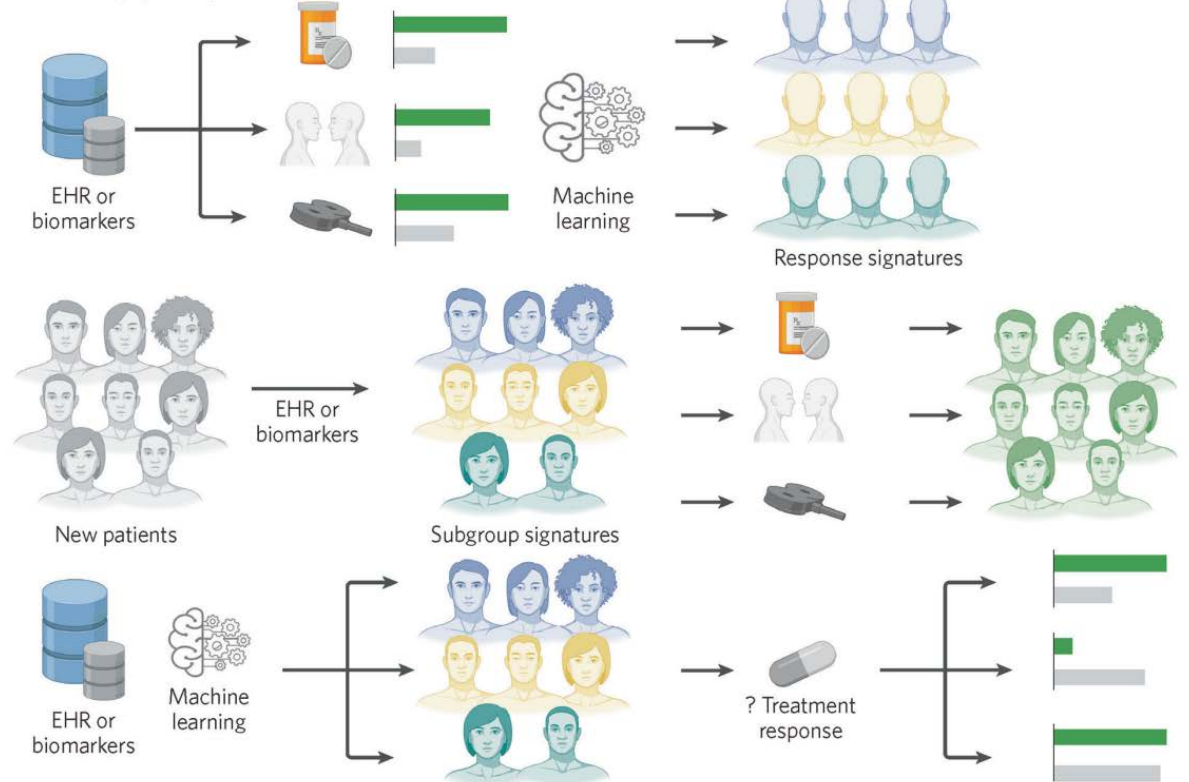 EHR or
biomarkers
Machine
learning
Response signatures
New patients
EHR or
biomarkers
Subgroup signatures
EHR or
biomarkers
Machine
learning
? Treatment
response